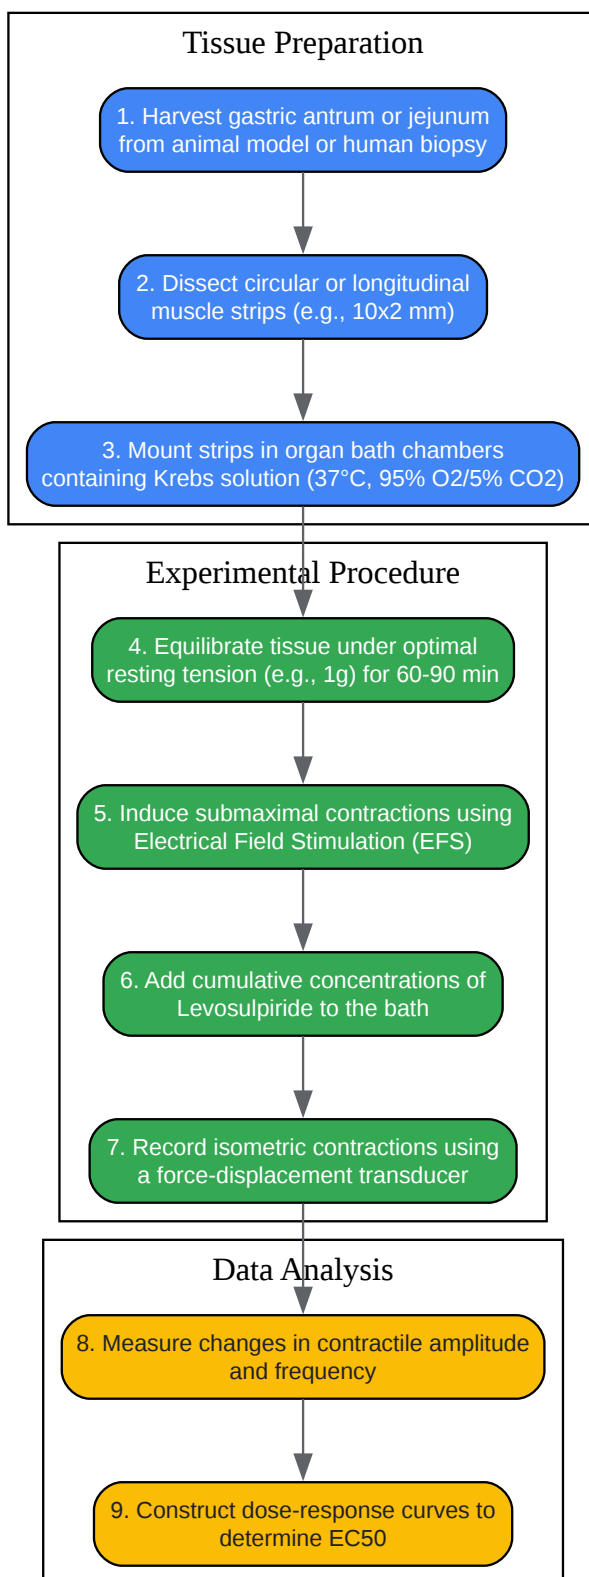 Tissue Preparation
1. Harvest gastric antrum or jejunum
from animal model or human biopsy
2. Dissect circular or longitudinal
muscle strips (e.g., 10x2 mm)
3. Mount strips in organ bath chambers
containing Krebs solution (37°C, 95% O2/5% CO2)
Experimental Procedure
4. Equilibrate tissue under optimal
resting tension (e.g., 1g) for 60-90 min
5. Induce submaximal contractions using
Electrical Field Stimulation (EFS)
6. Add cumulative concentrations of
Levosulpiride to the bath
7. Record isometric contractions using
a force-displacement transducer
Data Analysis
8. Measure changes in contractile amplitude
and frequency
9. Construct dose-response curves to
determine EC50